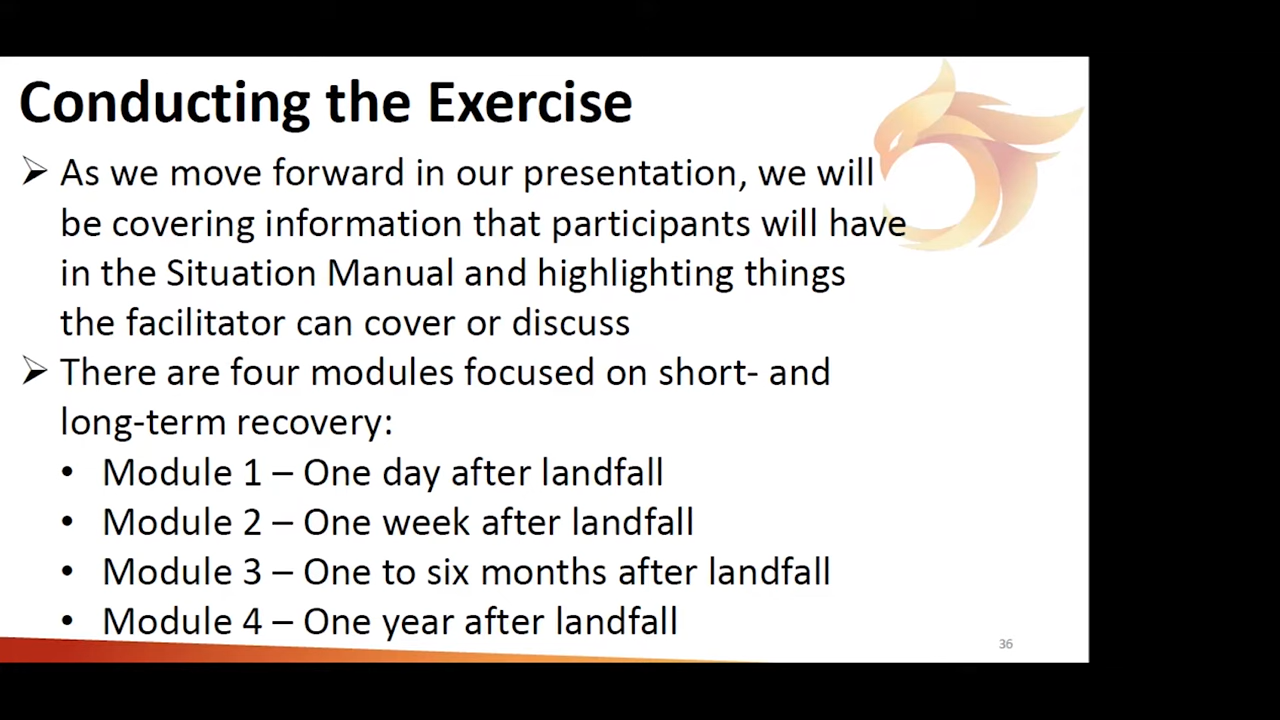 Conducting the Exercise
➢ As we move forward in our presentation, we will
be covering information that participants will have
in the Situation Manual and highlighting things
the facilitator can cover or discuss
➢ There are four modules focused on short- and
long-term recovery:
• Module 1 – One day after landfall
• Module 2 – One week after landfall
• Module 3 – One to six months after landfall
• Module 4 – One year after landfall
36